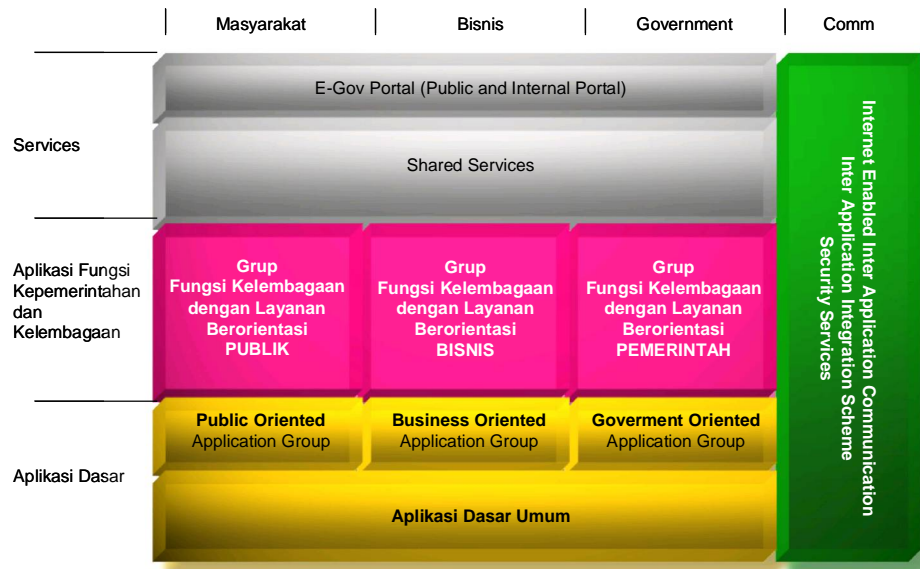 Masyarakat
Bisnis
Government
Comm
E-Gov Portal (Public and Internal Portal)
Services
Shared Services
Internet Enabled Inter Application Communication
Inter Application Integration Scheme
Security Services
Aplikasi Fungsi
Kepemerintahan
dan
Kelembagaan
Grup
Fungsi Kelembagaan
dengan Layanan
Berorientasi
PUBLIK
Grup
Fungsi Kelembagaan
dengan Layanan
Berorientasi
BISNIS
Grup
Fungsi Kelembagaan
dengan Layanan
Berorientasi
PEMERINTAH
Aplikasi Dasar
Public Oriented
Application Group
Business Oriented
Application Group
Goverment Oriented
Application Group
Aplikasi Dasar Umum